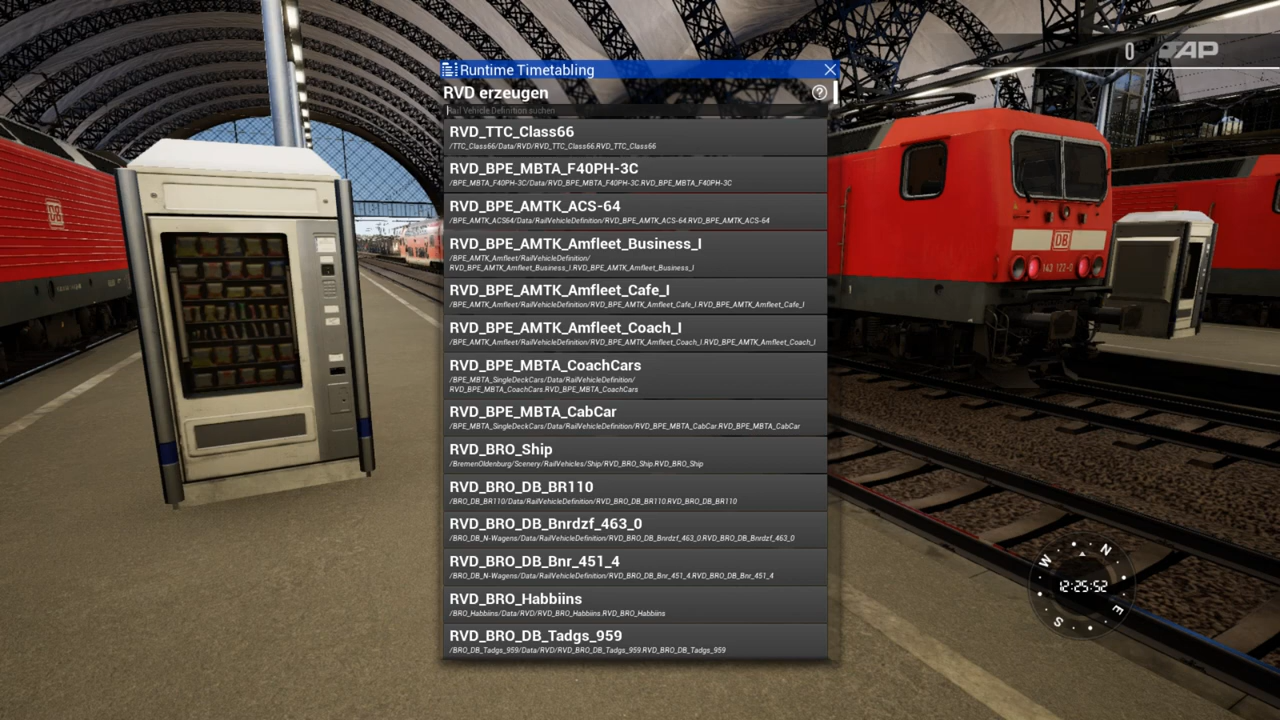 0 AP
Runtime Timetabling
RVD erzeugen
?
Rail Vehicle Definition suchen
RVD_TTC_Class66
/TTC_Class66/Data/RVD/RVD_TTC_Class66.RVD_TTC_Class66
RVD_BPE_MBTA_F40PH-3C
/BPE_MBTA_F40PH-3C/Data/RVD_BPE_MBTA_F40PH-3C.RVD_BPE_MBTA_F40PH-3C
RVD_BPE_AMTK_ACS-64
/BPE_AMTK_ACS64/Data/RailVehicleDefinition/RVD_BPE_AMTK_ACS-64.RVD_BPE_AMTK_ACS-64
RVD_BPE_AMTK_Amfleet_Business_I
/BPE_AMTK_Amfleet/RailVehicleDefinition/
RVD_BPE_AMTK_Amfleet_Business_I.RVD_BPE_AMTK_Amfleet_Business_I
RVD_BPE_AMTK_Amfleet_Cafe_I
/BPE_AMTK_Amfleet/RailVehicleDefinition/RVD_BPE_AMTK_Amfleet_Cafe_I.RVD_BPE_AMTK_Amfleet_Cafe_I
RVD_BPE_AMTK_Amfleet_Coach_I
/BPE_AMTK_Amfleet/RailVehicleDefinition/RVD_BPE_AMTK_Amfleet_Coach_I.RVD_BPE_AMTK_Amfleet_Coach_I
RVD_BPE_MBTA_CoachCars
/BPE_MBTA_SingleDeckCars/Data/RailVehicleDefinition/
RVD_BPE_MBTA_CoachCars.RVD_BPE_MBTA_CoachCars
RVD_BPE_MBTA_CabCar
/BPE_MBTA_SingleDeckCars/Data/RailVehicleDefinition/RVD_BPE_MBTA_CabCar.RVD_BPE_MBTA_CabCar
RVD_BRO_Ship
/BremenOldenburg/Scenery/RailVehicles/Ship/RVD_BRO_Ship.RVD_BRO_Ship
RVD_BRO_DB_BR110
/BRO_DB_BR110/Data/RailVehicleDefinition/RVD_BRO_DB_BR110.RVD_BRO_DB_BR110
RVD_BRO_DB_Bnrdzf_463_0
/BRO_DB_N-Wagens/Data/RailVehicleDefinition/RVD_BRO_DB_Bnrdzf_463_0.RVD_BRO_DB_Bnrdzf_463_0
RVD_BRO_DB_Bnr_451_4
/BRO_DB_N-Wagens/Data/RailVehicleDefinition/RVD_BRO_DB_Bnr_451_4.RVD_BRO_DB_Bnr_451_4
RVD_BRO_Habbiins
/BRO_Habbiins/Data/RVD/RVD_BRO_Habbiins.RVD_BRO_Habbiins
RVD_BRO_DB_Tadgs_959
/BRO_DB_Tadgs_959/Data/RVD/RVD_BRO_DB_Tadgs_959.RVD_BRO_DB_Tadgs_959
DB
DB
143 122-0
N
W
12:25:52
E
S